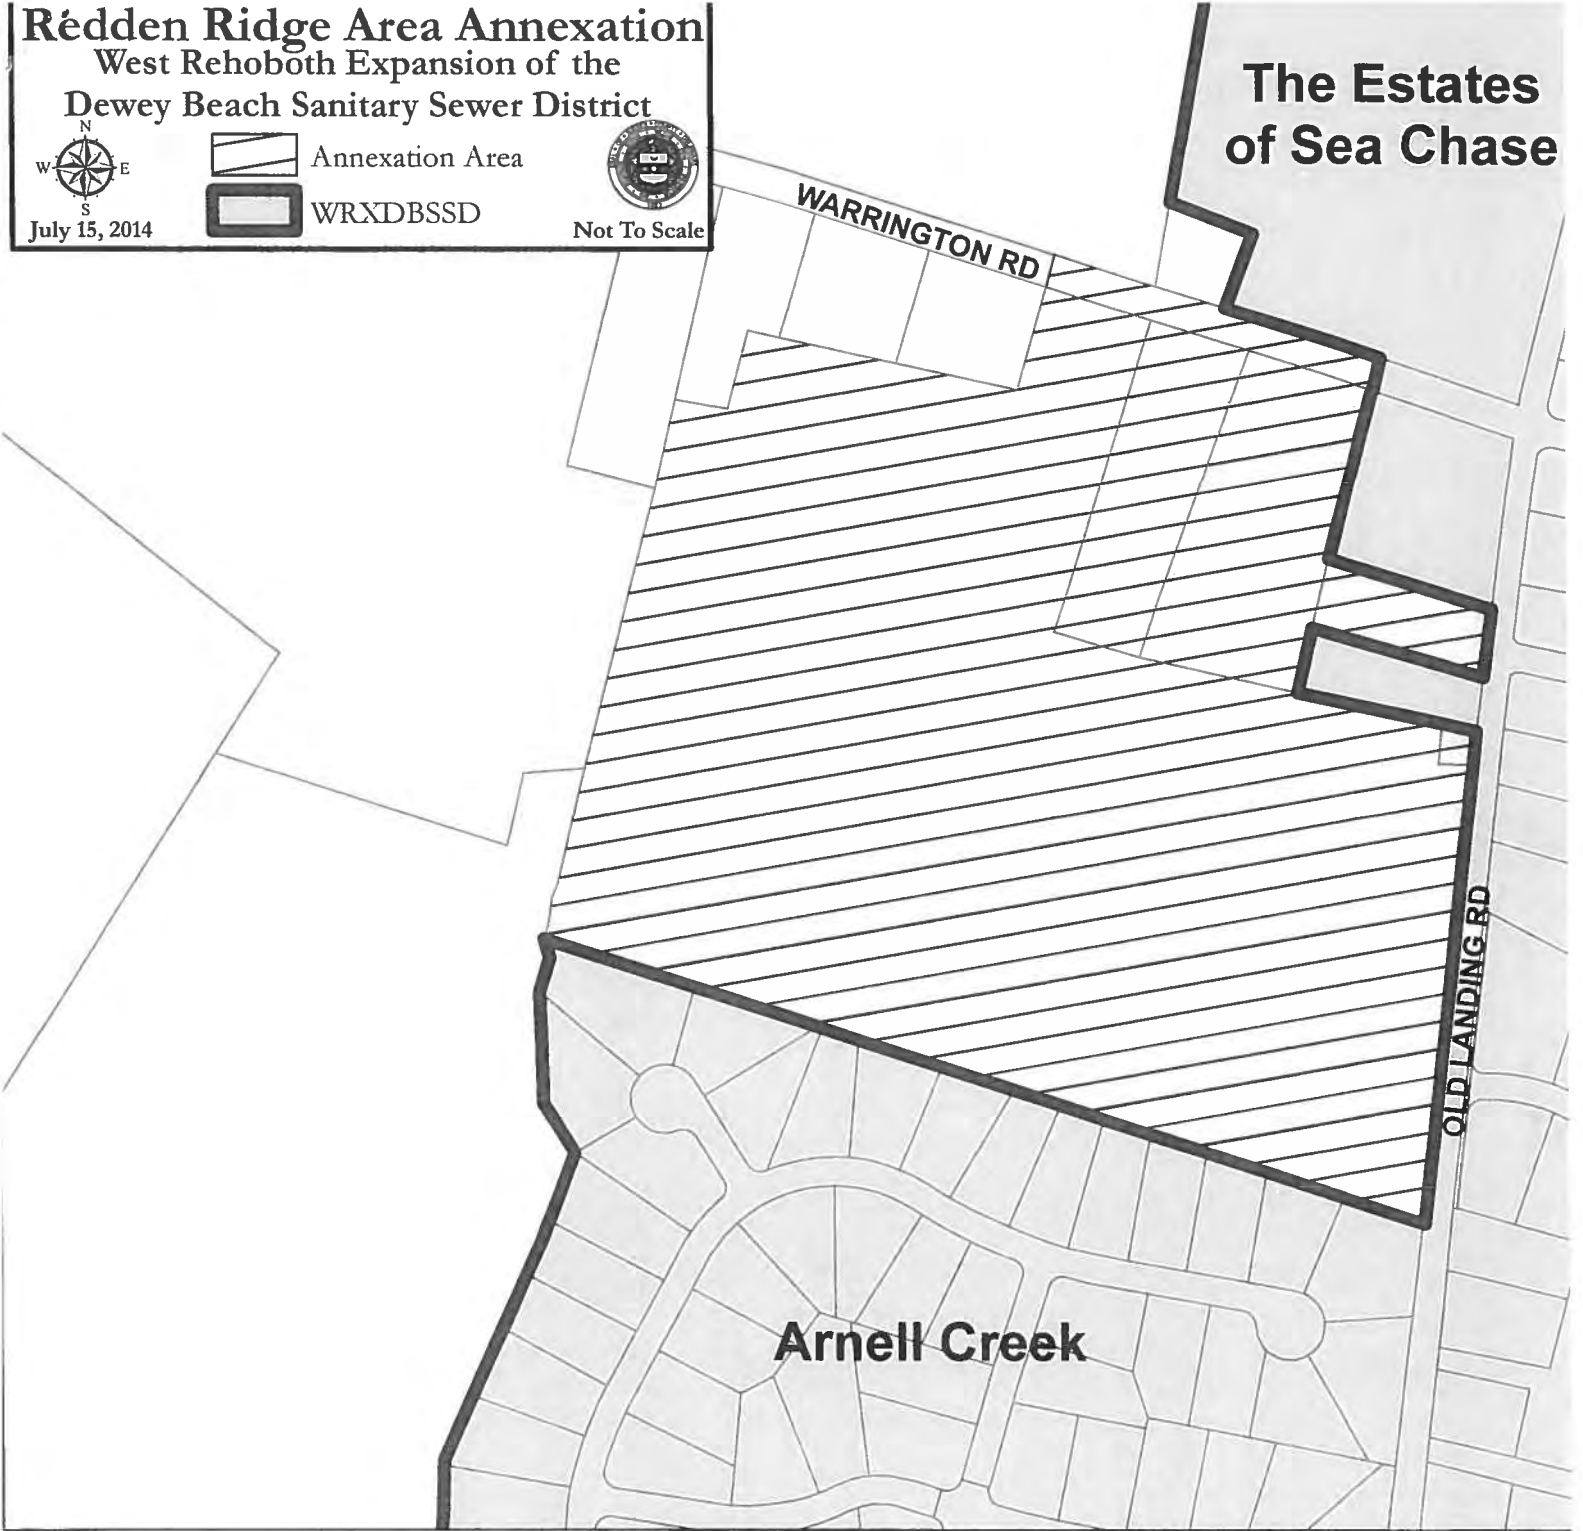 Redden Ridge Area Annexation
West Rehoboth Expansion of the
Dewey Beach Sanitary Sewer District
N
W E
S
Annexation Area
WRXDBSSD
July 15, 2014
Not To Scale
The Estates
of Sea Chase
WARRINGTON RD
OLD LANDING RD
Arnell Creek